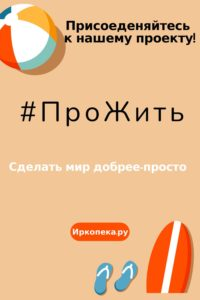 Присоеденяйтесь
к нашему проекту!
#ПроЖить
Сделать мир добрее-просто
Иркопека.ру